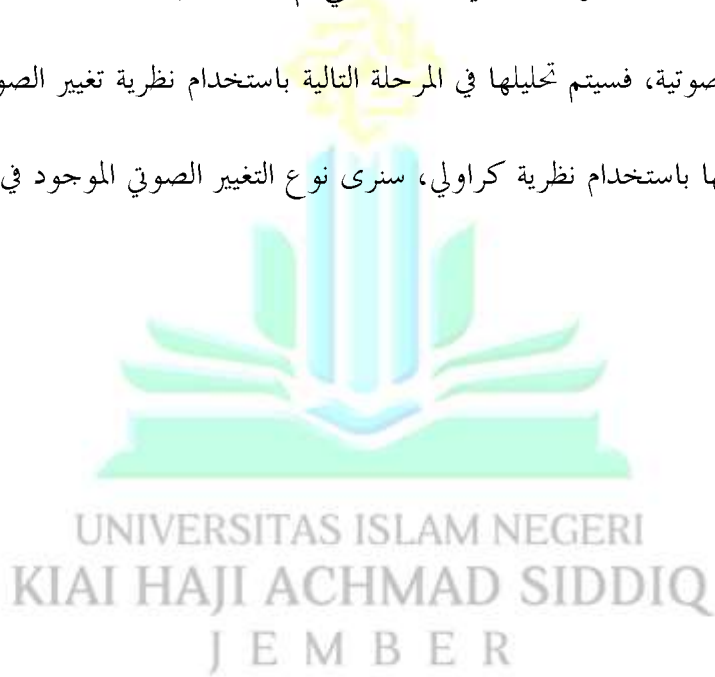 صوتية، فسيتم تحليلها في المرحلة التالية باستخدام نظرية تغيير الصو
ها باستخدام نظرية كراولي، سنرى نوع التغيير الصوتي الموجود في
UNIVERSITAS ISLAM NEGERI
KIAI HAJI ACHMAD SIDDIQ
J E M B E R